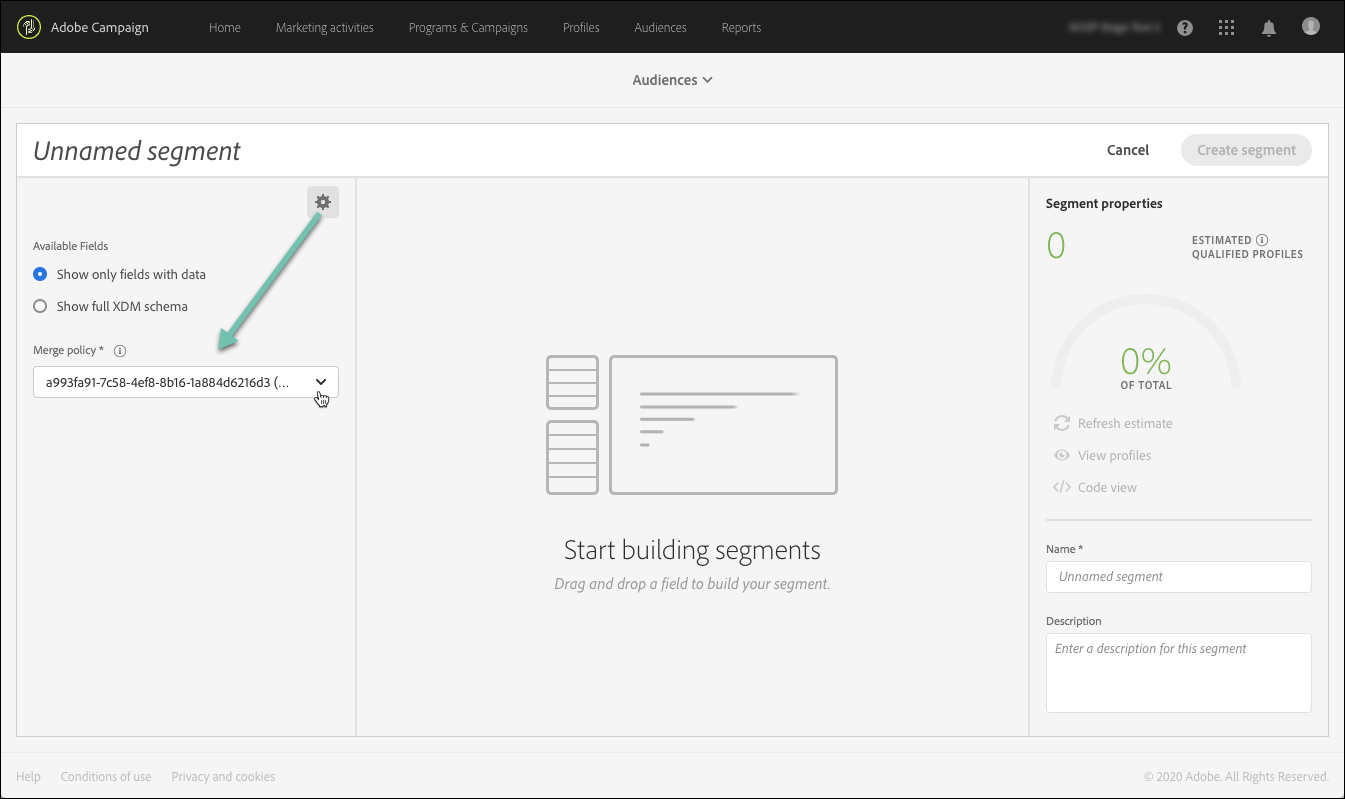 Adobe Campaign
Home
Marketing activities
Programs & Campaigns
Profiles
Audiences
Reports
Audiences
Unnamed segment
Cancel
Create segment
Available Fields
Show only fields with data
Show full XDM schema
Merge policy *
a993fa91-7c58-4ef8-8b16-1a884d6216d3 (...
Start building segments
Drag and drop a field to build your segment.
Segment properties
0
ESTIMATED
QUALIFIED PROFILES
0%
OF TOTAL
Refresh estimate
View profiles
</> Code view
Name *
Unnamed segment
Description
Enter a description for this segment
Help
Conditions of use
Privacy and cookies
© 2020 Adobe. All Rights Reserved.